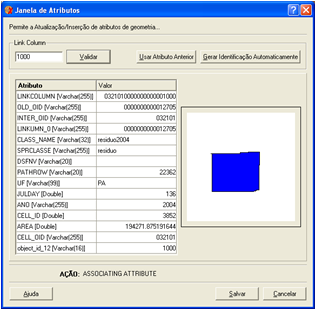 Janela de Atributos
Permite a Atualização/Inserção de atributos de geometria...
Link Column
1000 Validar Usar Atributo Anterior Gerar Identificação Automaticamente
Atributo Valor
LINKCOLUMN [Varchar(255)] 0321010000000000001000
OLD_OID [Varchar(255)] 0000000000012705
INTER_OID [Varchar(255)] 032101
LINKUMN_0 [Varchar(255)] 0000000000012705
CLASS_NAME [Varchar(32)] residuo2004
SPRCLASSE [Varchar(255)] residuo
DSFNV [Varchar(20)]
PATHROW [Varchar(20)] 22362
UF [Varchar(99)] PA
JULDAY [Double] 136
ANO [Varchar(255)] 2004
CELL_ID [Double] 3852
AREA [Double] 194271.875191644
CELL_OID [Varchar(255)] 032101
object_id_12 [Varchar(16)] 1000
AÇÃO: ASSOCIATING ATTRIBUTE
Ajuda Salvar Cancelar